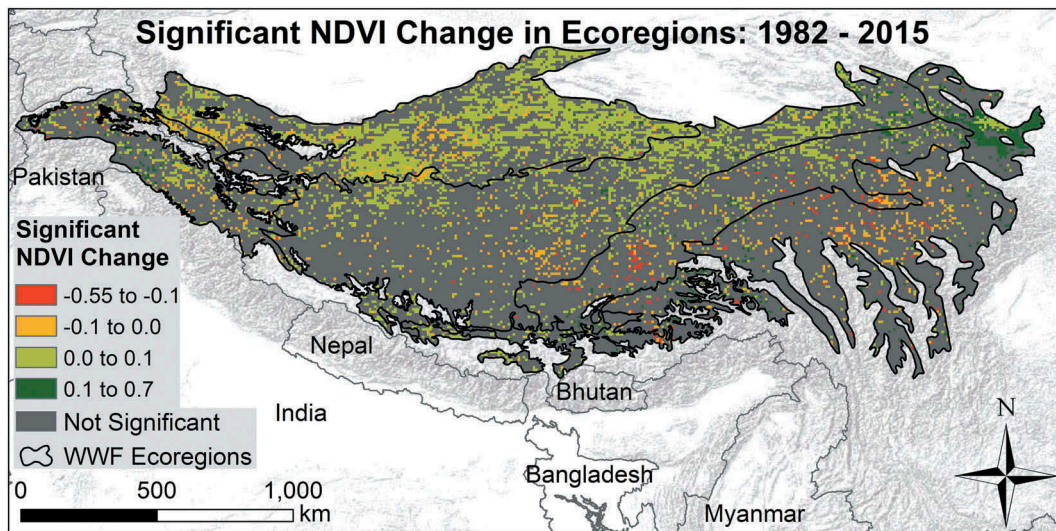 Significant NDVI Change in Ecoregions: 1982 - 2015
Pakistan
Significant
NDVI Change
-0.55 to -0.1
-0.1 to 0.0
0.0 to 0.1
0.1 to 0.7
Not Significant
WWF Ecoregions
0 500 1,000
km
Nepal
Bhutan
India
Bangladesh
Myanmar
N